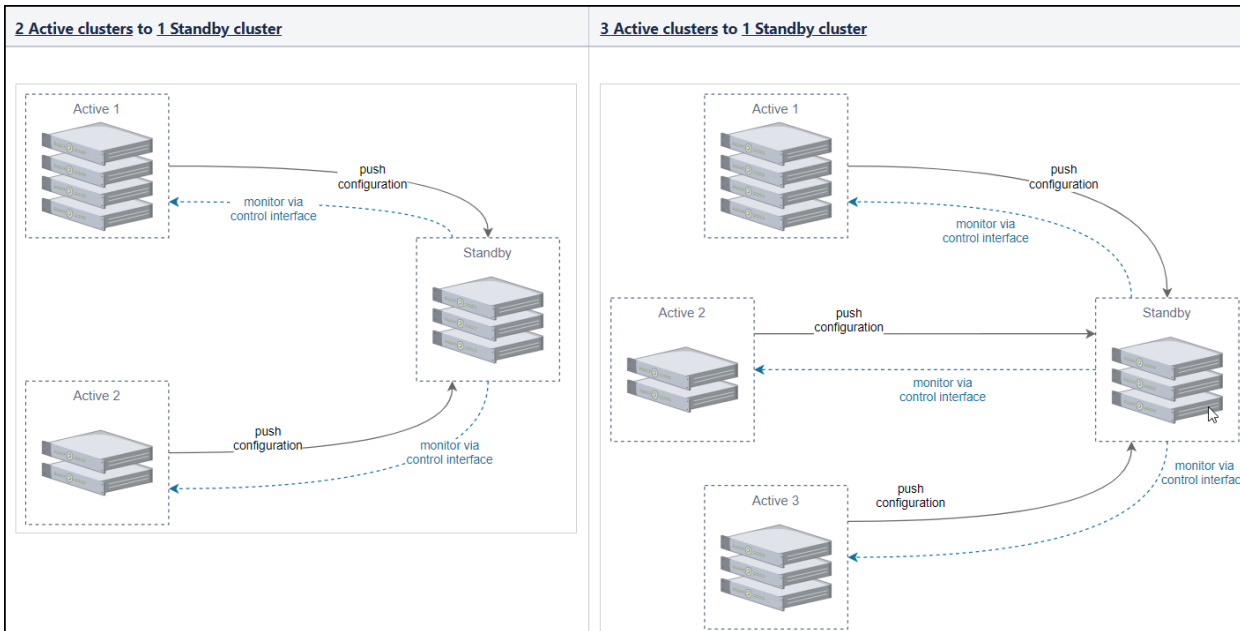 2 Active clusters to 1 Standby cluster
Active 1
push
configuration
monitor via
control interface
Standby
Active 2
push
configuration
monitor via
control interface
3 Active clusters to 1 Standby cluster
Active 1
push
configuration
monitor via
control interface
Active 2
push
configuration
Standby
monitor via
control interface
monitor via
control interfac
Active 3
push
configuration